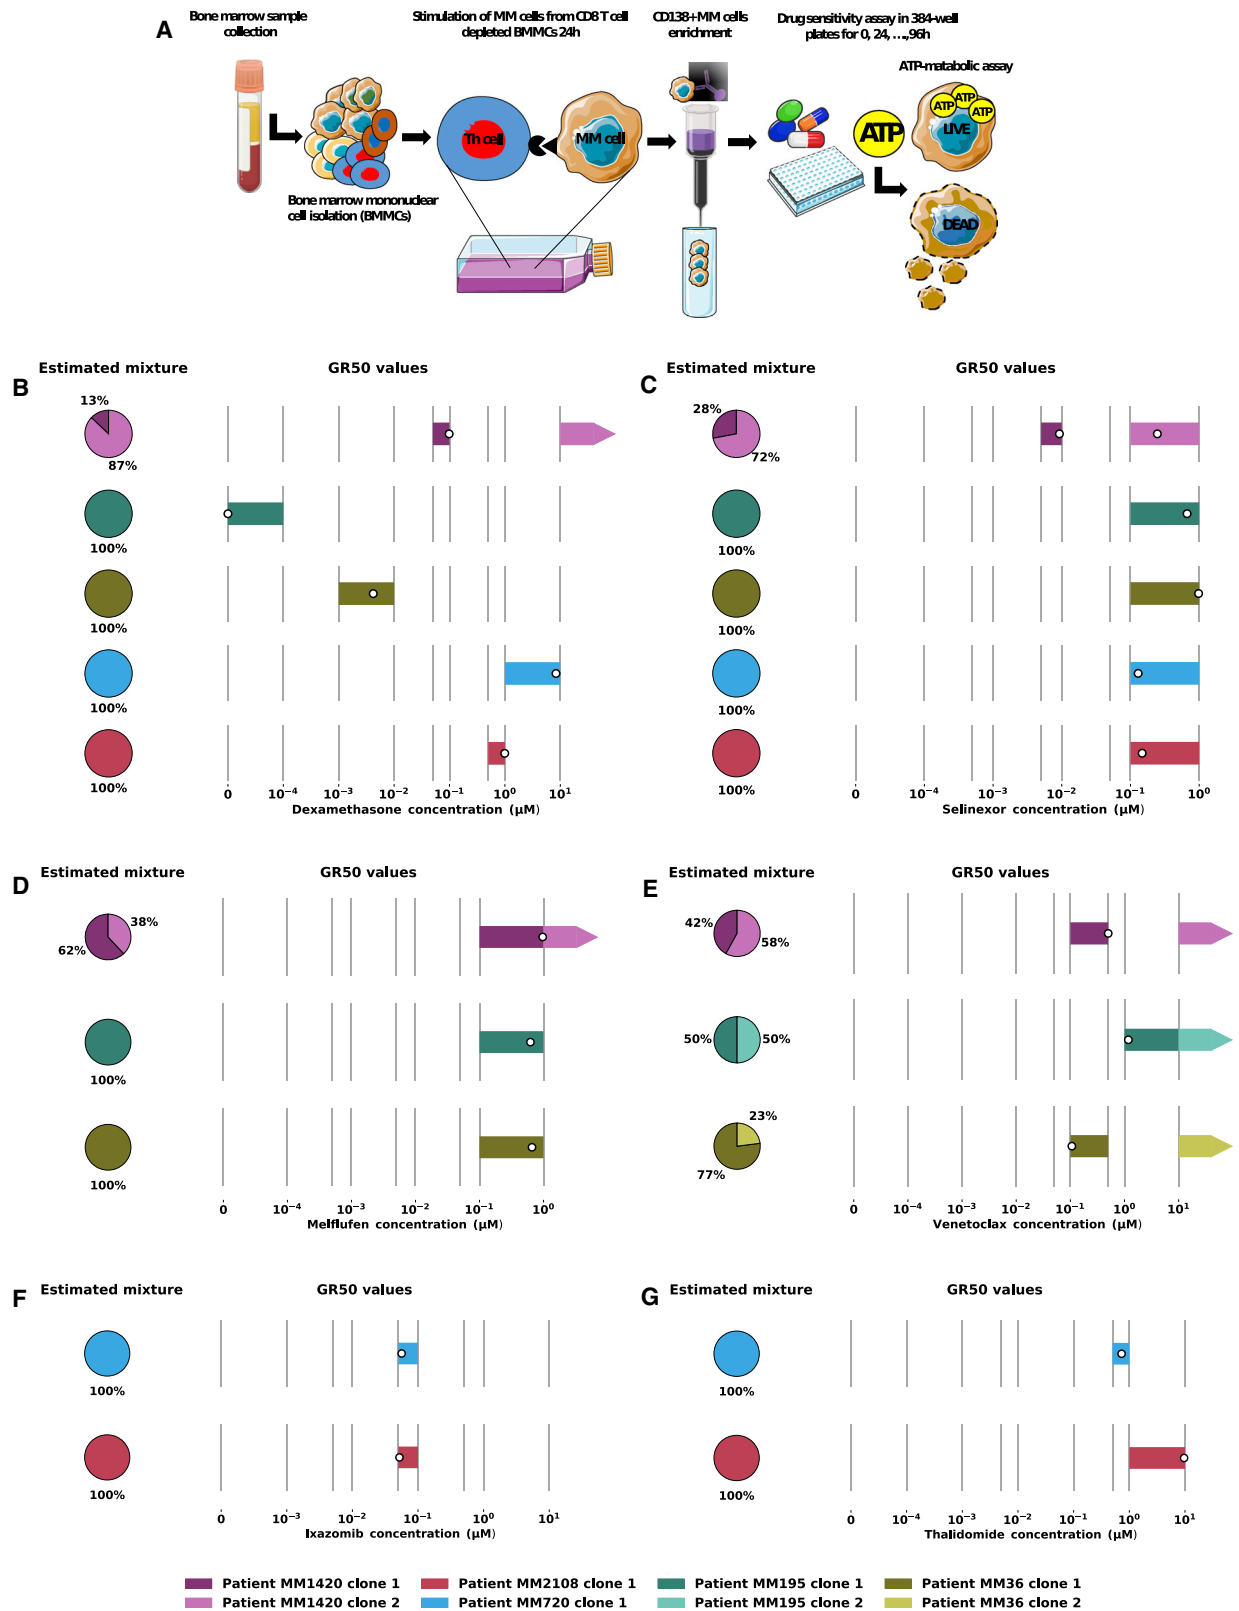 A
Bone marrow sample
collection
Stimulation of MM cells from CD8 T cell
depleted BMMCs 24h
CD138+MM cells
enrichment
Drug sensitivity assay in 384-well
plates for 0, 24, ...,96h
ATP-matabolic assay
Th cell
MM cell
ATP
ATP
ATP
ATP
LIVE
DEAD
Bone marrow mononuclear
cell isolation (BMMCs)
B
Estimated mixture
GR50 values
13%
87%
100%
100%
100%
100%
0 10⁻⁴ 10⁻³ 10⁻² 10⁻¹ 10⁰ 10¹
Dexamethasone concentration (µM)
C
Estimated mixture
GR50 values
28%
72%
100%
100%
100%
100%
0 10⁻⁴ 10⁻³ 10⁻² 10⁻¹ 10⁰
Selinexor concentration (µM)
D
Estimated mixture
GR50 values
38%
62%
100%
100%
0 10⁻⁴ 10⁻³ 10⁻² 10⁻¹ 10⁰
Melflufen concentration (µM)
E
Estimated mixture
GR50 values
42%
58%
50%
50%
23%
77%
0 10⁻⁴ 10⁻³ 10⁻² 10⁻¹ 10⁰ 10¹
Venetoclax concentration (µM)
F
Estimated mixture
GR50 values
100%
100%
0 10⁻³ 10⁻² 10⁻¹ 10⁰ 10¹
Ixazomib concentration (µM)
G
Estimated mixture
GR50 values
100%
100%
0 10⁻⁴ 10⁻³ 10⁻² 10⁻¹ 10⁰ 10¹
Thalidomide concentration (µM)
Patient MM1420 clone 1
Patient MM2108 clone 1
Patient MM195 clone 1
Patient MM36 clone 1
Patient MM1420 clone 2
Patient MM720 clone 1
Patient MM195 clone 2
Patient MM36 clone 2